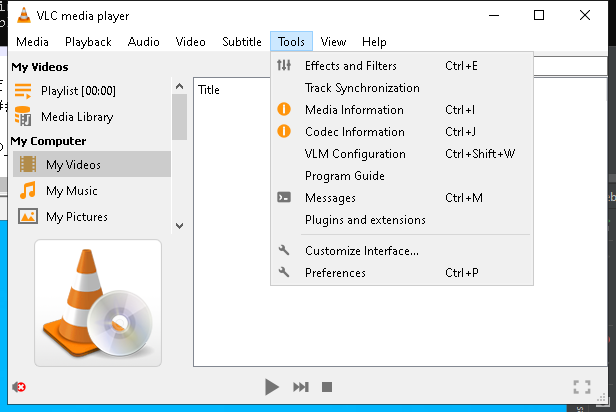 VLC media player
Media Playback Audio Video Subtitle Tools View Help
My Videos
Playlist [00:00]
Media Library
My Computer
My Videos
My Music
My Pictures
Title
Effects and Filters Ctrl+E
Track Synchronization
Media Information Ctrl+I
Codec Information Ctrl+J
VLM Configuration Ctrl+Shift+W
Program Guide
Messages Ctrl+M
Plugins and extensions
Customize Interface...
Preferences Ctrl+P